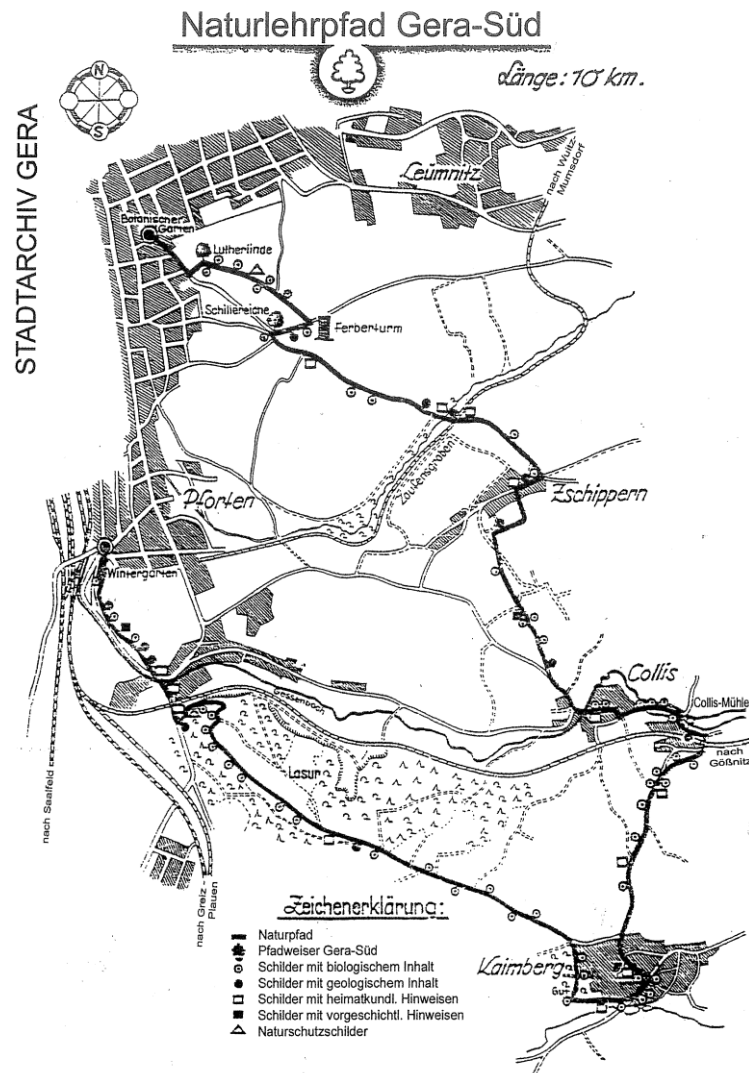 Naturlehrpfad Gera-Süd
Länge: 10 km.
N
S
STADTARCHIV GERA
Leumnitz
nach Wuitz-
Mumsdorf
Botanischer
Garten
Lutherlinde
Schillereiche
Ferberturm
Zaufensgraben
Pforten
Zschippern
Wintergarten
Collis
Collis-Mühle
Gessenbach
nach
Gößnitz
Lasur
nach Saalfeld
nach Greiz-
Plauen
Kaimberg
Zeichenerklärung:
Naturpfad
Pfadweiser Gera-Süd
Schilder mit biologischem Inhalt
Schilder mit geologischem Inhalt
Schilder mit heimatkundl. Hinweisen
Schilder mit vorgeschichtl. Hinweisen
Naturschutzschilder